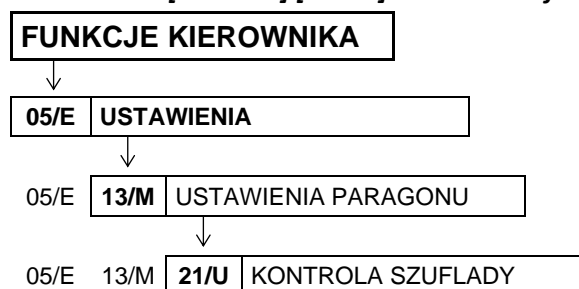 FUNKCJE KIEROWNIKA
05/E USTAWIENIA
05/E 13/M USTAWIENIA PARAGONU
05/E 13/M 21/U KONTROLA SZUFLADY